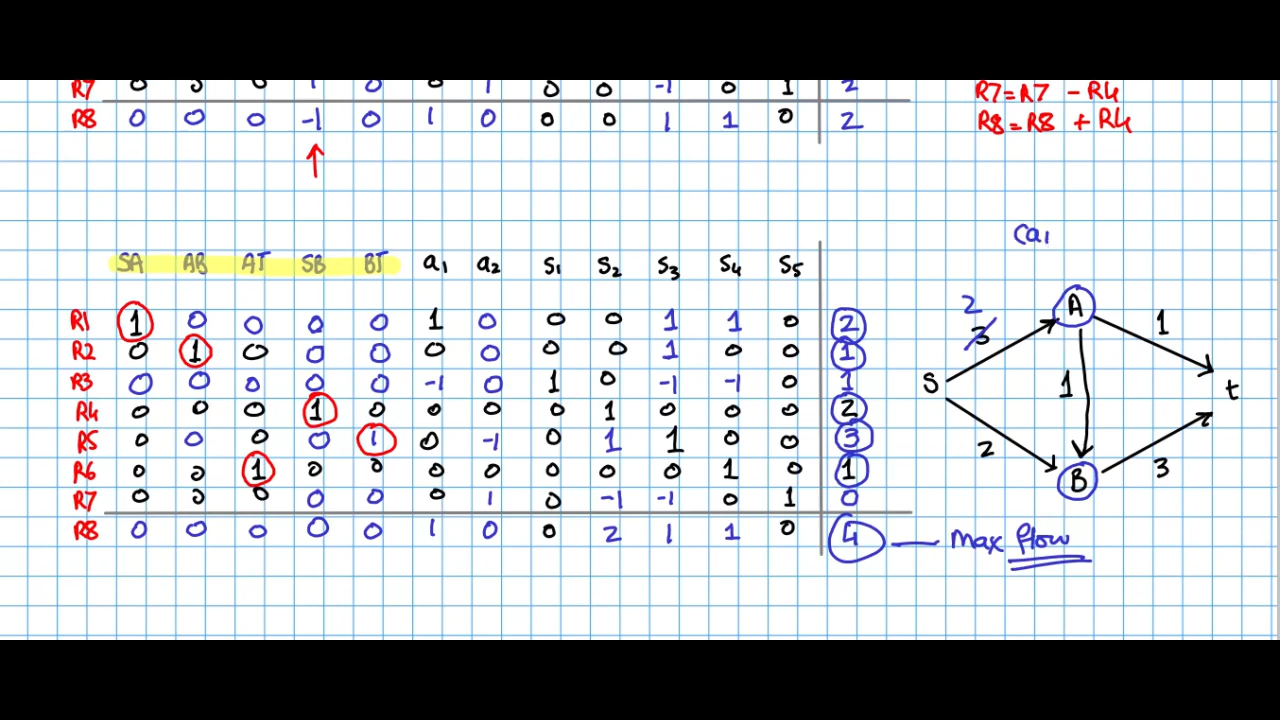 R7 0 0 0 1 0 0 1 0 0 -1 0 1 2
R7=R7 - R4
R8 0 0 0 -1 0 1 0 0 0 1 1 0 2
R8=R8 + R4
Ca
SA AB AT SB BT a1 a2 S1 S2 S3 S4 S5
R1 1 0 0 0 0 1 0 0 0 1 1 0 2
R2 0 1 0 0 0 0 0 0 0 1 0 0 1
R3 0 0 0 0 0 -1 0 1 0 -1 -1 0 1
R4 0 0 0 1 0 0 0 0 1 0 0 0 2
R5 0 0 0 0 1 0 -1 0 1 1 0 0 3
R6 0 0 1 0 0 0 0 0 0 0 1 0 1
R7 0 0 0 0 0 0 1 0 -1 -1 0 1 0
R8 0 0 0 0 0 1 0 0 2 1 1 0 4
Max flow
2
3
A
1
S
1
t
2
B
3